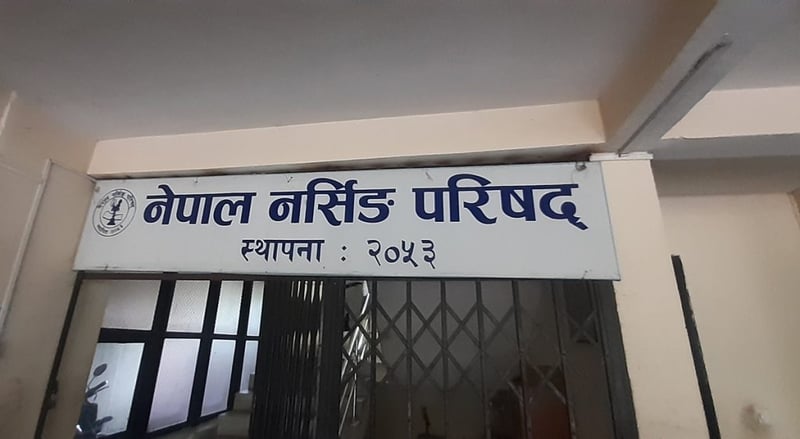 नेपाल नर्सिङ परिषद्
स्थापना : २०५३